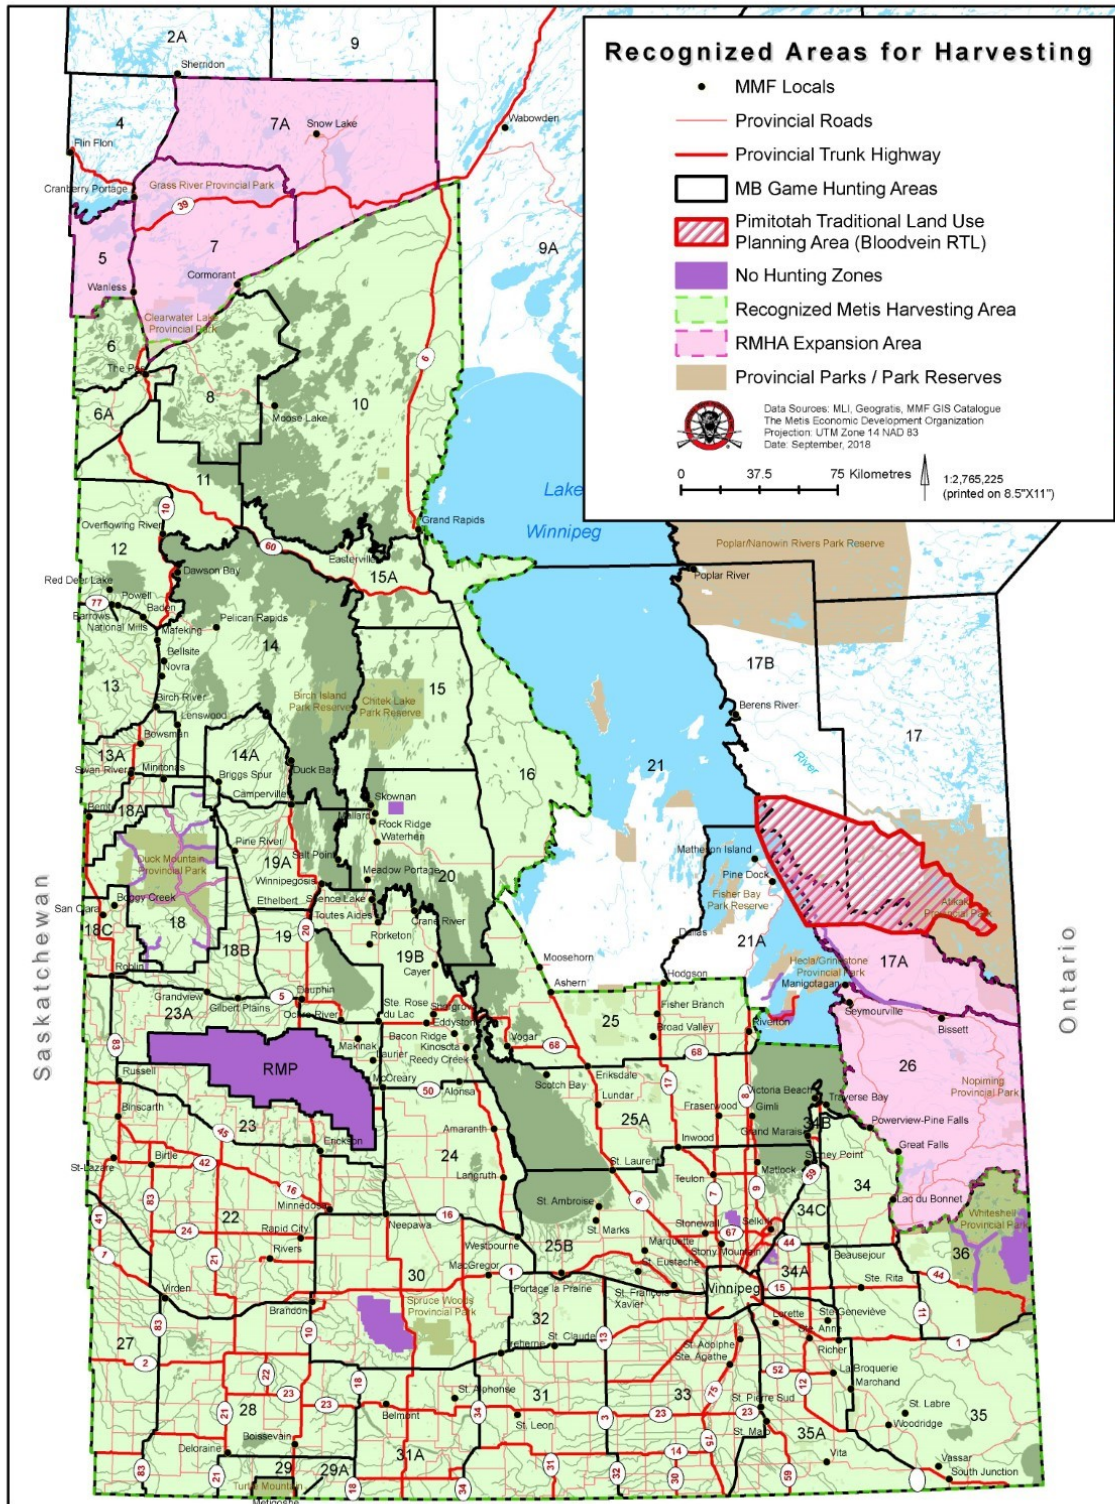 Recognized Areas for Harvesting
MMF Locals
Provincial Roads
Provincial Trunk Highway
MB Game Hunting Areas
Pimitotah Traditional Land Use
Planning Area (Bloodvein RTL)
No Hunting Zones
Recognized Metis Harvesting Area
RMHA Expansion Area
Provincial Parks / Park Reserves
Data Sources: MLI, Geogratis, MMF GIS Catalogue
The Metis Economic Development Organization
Projection: UTM Zone 14 NAD 83
Date: September, 2018
0 37.5 75 Kilometres
1:2,765,225
(printed on 8.5"X11")
2A
9
Sherridon
4
7A
Snow Lake
Wabowden
Flin Flon
Cranberry Portage
Grass River Provincial Park
39
9A
5
7
Cormorant
Wanless
Clearwater Lake
Provincial Park
6
6
The Pas
8
10
6A
Moose Lake
11
Lake
Winnipeg
10
Overflowing River
Grand Rapids
12
60
Easterville
15A
Poplar/Nanowin Rivers Park Reserve
Poplar River
Red Deer Lake
Dawson Bay
77
Powell
Baden
Barrows
National Mills
Mafeking
Pelican Rapids
14
Bellsite
Novra
17B
13
15
Birch River
Birch Island
Park Reserve
Chitek Lake
Park Reserve
Lenswood
Berens River
17
Bowsman
13A
14A
16
21
River
Swan River
Minitonas
Duck Bay
Briggs Spur
Camperville
Skownan
Benito
18A
Mallard
Rock Ridge
Waterhen
Pine River
19A
Salt Point
Matheson Island
Duck Mountain
Provincial Park
Winnipegosis
Meadow Portage
20
Pine Dock
Fisher Bay
Park Reserve
Atikaki
Provincial Park
San Clara
Boggy Creek
Ethelbert
Spence Lake
Toutes Aides
Crane River
18C
18
18B
19
20
Rorketon
19B
Dallas
21A
Hecla/Grindstone
Provincial Park
17A
Roblin
Cayer
Moosehorn
Hodgson
Manigotagan
Saskatchewan
Ontario
Grandview
5
Dauphin
Ste. Rose
du Lac
Ashern
Seymourville
23A
Gilbert Plains
Ochre River
Eddystone
25
Fisher Branch
Riverton
Bissett
Bacon Ridge
Vogar
Broad Valley
83
RMP
Makinak
Kinosota
68
68
Laurier
Reedy Creek
Eriksdale
26
Russell
McCreary
50
Alonsa
Scotch Bay
17
8
Victoria Beach
Traverse Bay
Nopiming
Provincial Park
Binscarth
23
Lundar
25A
Fraserwood
Gimli
Powerview-Pine Falls
45
Amaranth
Grand Marais
34B
Great Falls
Erickson
24
Inwood
St-Lazare
Birtle
42
St. Laurent
Matlock
59
34
16
Langruth
Teulon
Lac du Bonnet
83
Minnedosa
St. Ambroise
6
7
9
Whiteshell
Provincial Park
41
22
Rapid City
Neepawa
16
St. Marks
Stonewall
Selkirk
34C
24
Westbourne
67
36
1
21
Rivers
25B
Marquette
Stony Mountain
44
Beausejour
30
MacGregor
1
St. Eustache
34A
44
Virden
Portage la Prairie
St. François
Xavier
Winnipeg
15
Ste. Rita
Brandon
Spruce Woods
Provincial Park
32
Lorette
Ste. Geneviève
11
83
10
13
Ste. Anne
1
27
St. Claude
St. Adolphe
Richer
2
Treherne
Ste. Agathe
22
18
52
La Broquerie
St. Alphonse
31
33
75
12
Marchand
23
23
St. Pierre Sud
St. Labre
28
21
Belmont
34
St. Leon
3
23
23
Woodridge
35
Boissevain
St. Malo
Deloraine
31A
14
75
35A
Vita
Vassar
83
21
29
29A
31
32
30
59
South Junction
Turtle Mountain
18
34
Metigoshe